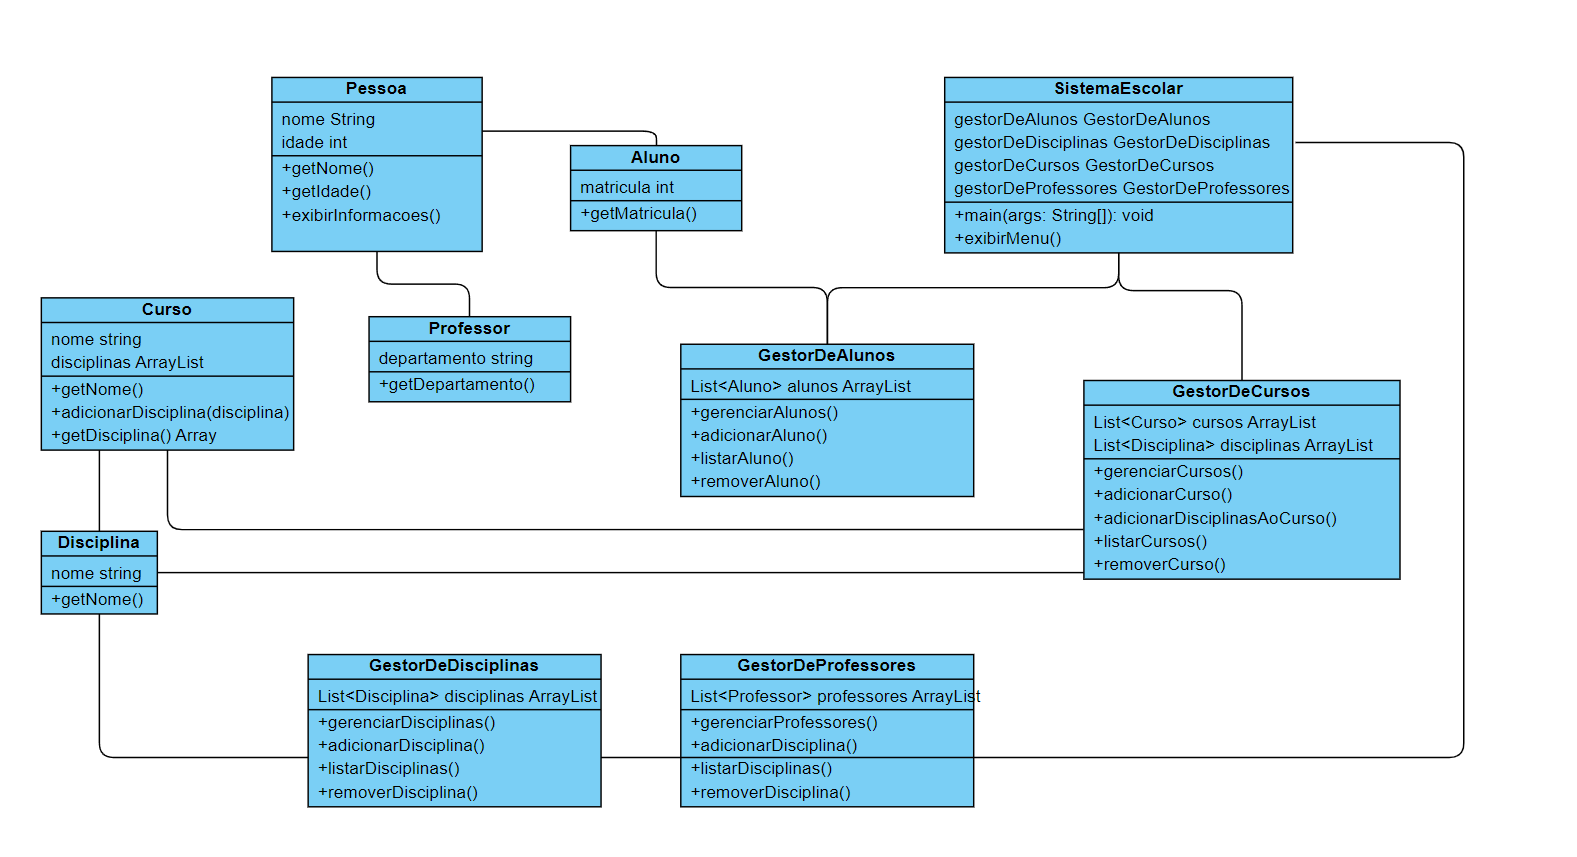 Pessoa
nome String
idade int
+getNome()
+getIdade()
+exibirInformacoes()
Aluno
matricula int
+getMatricula()
SistemaEscolar
gestorDeAlunos GestorDeAlunos
gestorDeDisciplinas GestorDeDisciplinas
gestorDeCursos GestorDeCursos
gestorDeProfessores GestorDeProfessores
+main(args: String[]): void
+exibirMenu()
Curso
nome string
disciplinas ArrayList
+getNome()
+adicionarDisciplina(disciplina)
+getDisciplina() Array
Professor
departamento string
+getDepartamento()
GestorDeAlunos
List<Aluno> alunos ArrayList
+gerenciarAlunos()
+adicionarAluno()
+listarAluno()
+removerAluno()
GestorDeCursos
List<Curso> cursos ArrayList
List<Disciplina> disciplinas ArrayList
+gerenciarCursos()
+adicionarCurso()
+adicionarDisciplinasAoCurso()
+listarCursos()
+removerCurso()
Disciplina
nome string
+getNome()
GestorDeDisciplinas
List<Disciplina> disciplinas ArrayList
+gerenciarDisciplinas()
+adicionarDisciplina()
+listarDisciplinas()
+removerDisciplina()
GestorDeProfessores
List<Professor> professores ArrayList
+gerenciarProfessores()
+adicionarDisciplina()
+listarDisciplinas()
+removerDisciplina()